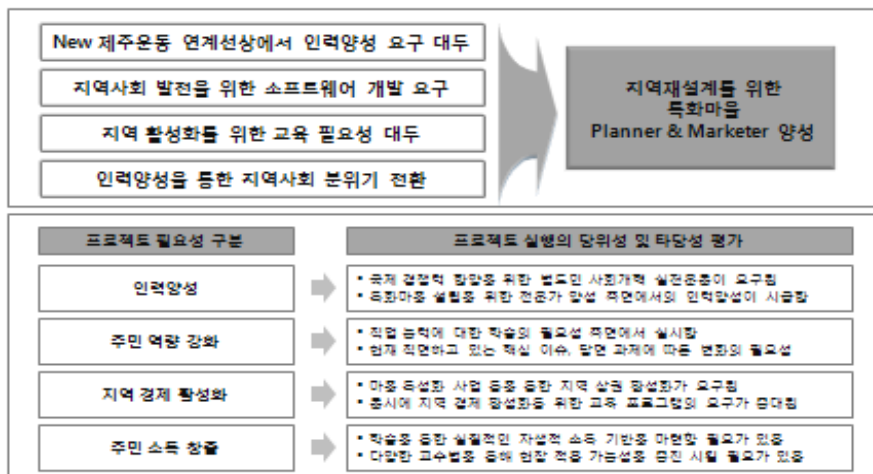 New 제주운동 연계선상에서 인력양성 요구 대두
지역사회 발전을 위한 소프트웨어 개발 요구
지역 활성화를 위한 교육 필요성 대두
인력양성을 통한 지역사회 분위기 전환
지역재설계를 위한
특화마을
Planner & Marketer 양성
프로젝트 필요성 구분
프로젝트 실행의 당위성 및 타당성 평가
인력양성
• 국제 경쟁력 함양을 위한 범도민 사회개혁 실천운동이 요구됨
• 특화마을 설립을 위한 전문가 양성 측면에서의 인력양성이 시급함
주민 역량 강화
• 직업 능력에 대한 학습의 필요성 측면에서 실시함
• 현재 직면하고 있는 핵심 이슈, 당면 과제에 따른 변화의 필요성
지역 경제 활성화
• 마을 특성화 사업 등을 통한 지역 상권 활성화가 요구됨
• 동시에 지역 경제 활성화를 위한 교육 프로그램의 요구가 증대됨
주민 소득 창출
• 학습을 통한 실질적인 자생적 소득 기반을 마련할 필요가 있음
• 다양한 교수법을 통해 현장 적용 가능성을 증진 시킬 필요가 있음